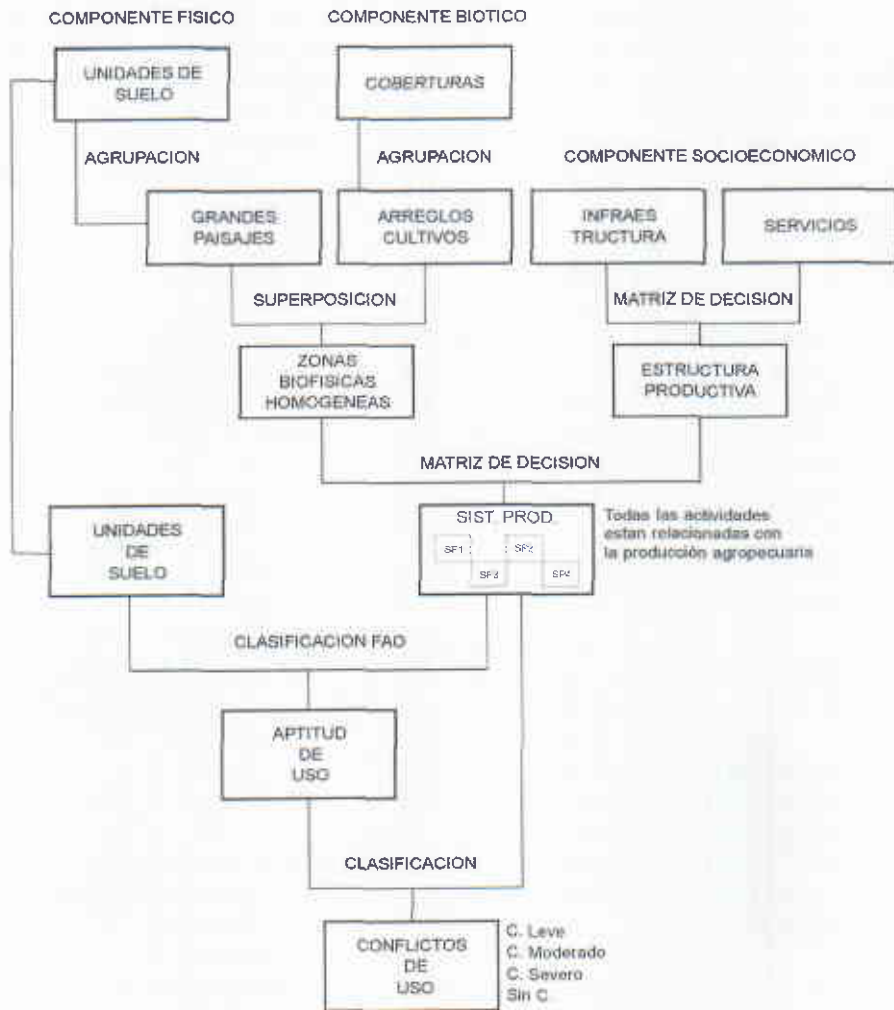 COMPONENTE FISICO
COMPONENTE BIOTICO
UNIDADES DE
SUELO
COBERTURAS
AGRUPACION
AGRUPACION
COMPONENTE SOCIOECONOMICO
GRANDES
PAISAJES
ARREGLOS
CULTIVOS
INFRAES
TRUCTURA
SERVICIOS
SUPERPOSICION
MATRIZ DE DECISION
ZONAS
BIOFISICAS
HOMOGENEAS
ESTRUCTURA
PRODUCTIVA
MATRIZ DE DECISION
UNIDADES
DE
SUELO
SIST. PROD.
SP1
SP2
SP3
SP4
Todas las actividades
estan relacionadas con
la producción agropecuaria
CLASIFICACION FAO
APTITUD
DE
USO
CLASIFICACION
CONFLICTOS
DE
USO
C. Leve
C. Moderado
C. Severo
Sin C.